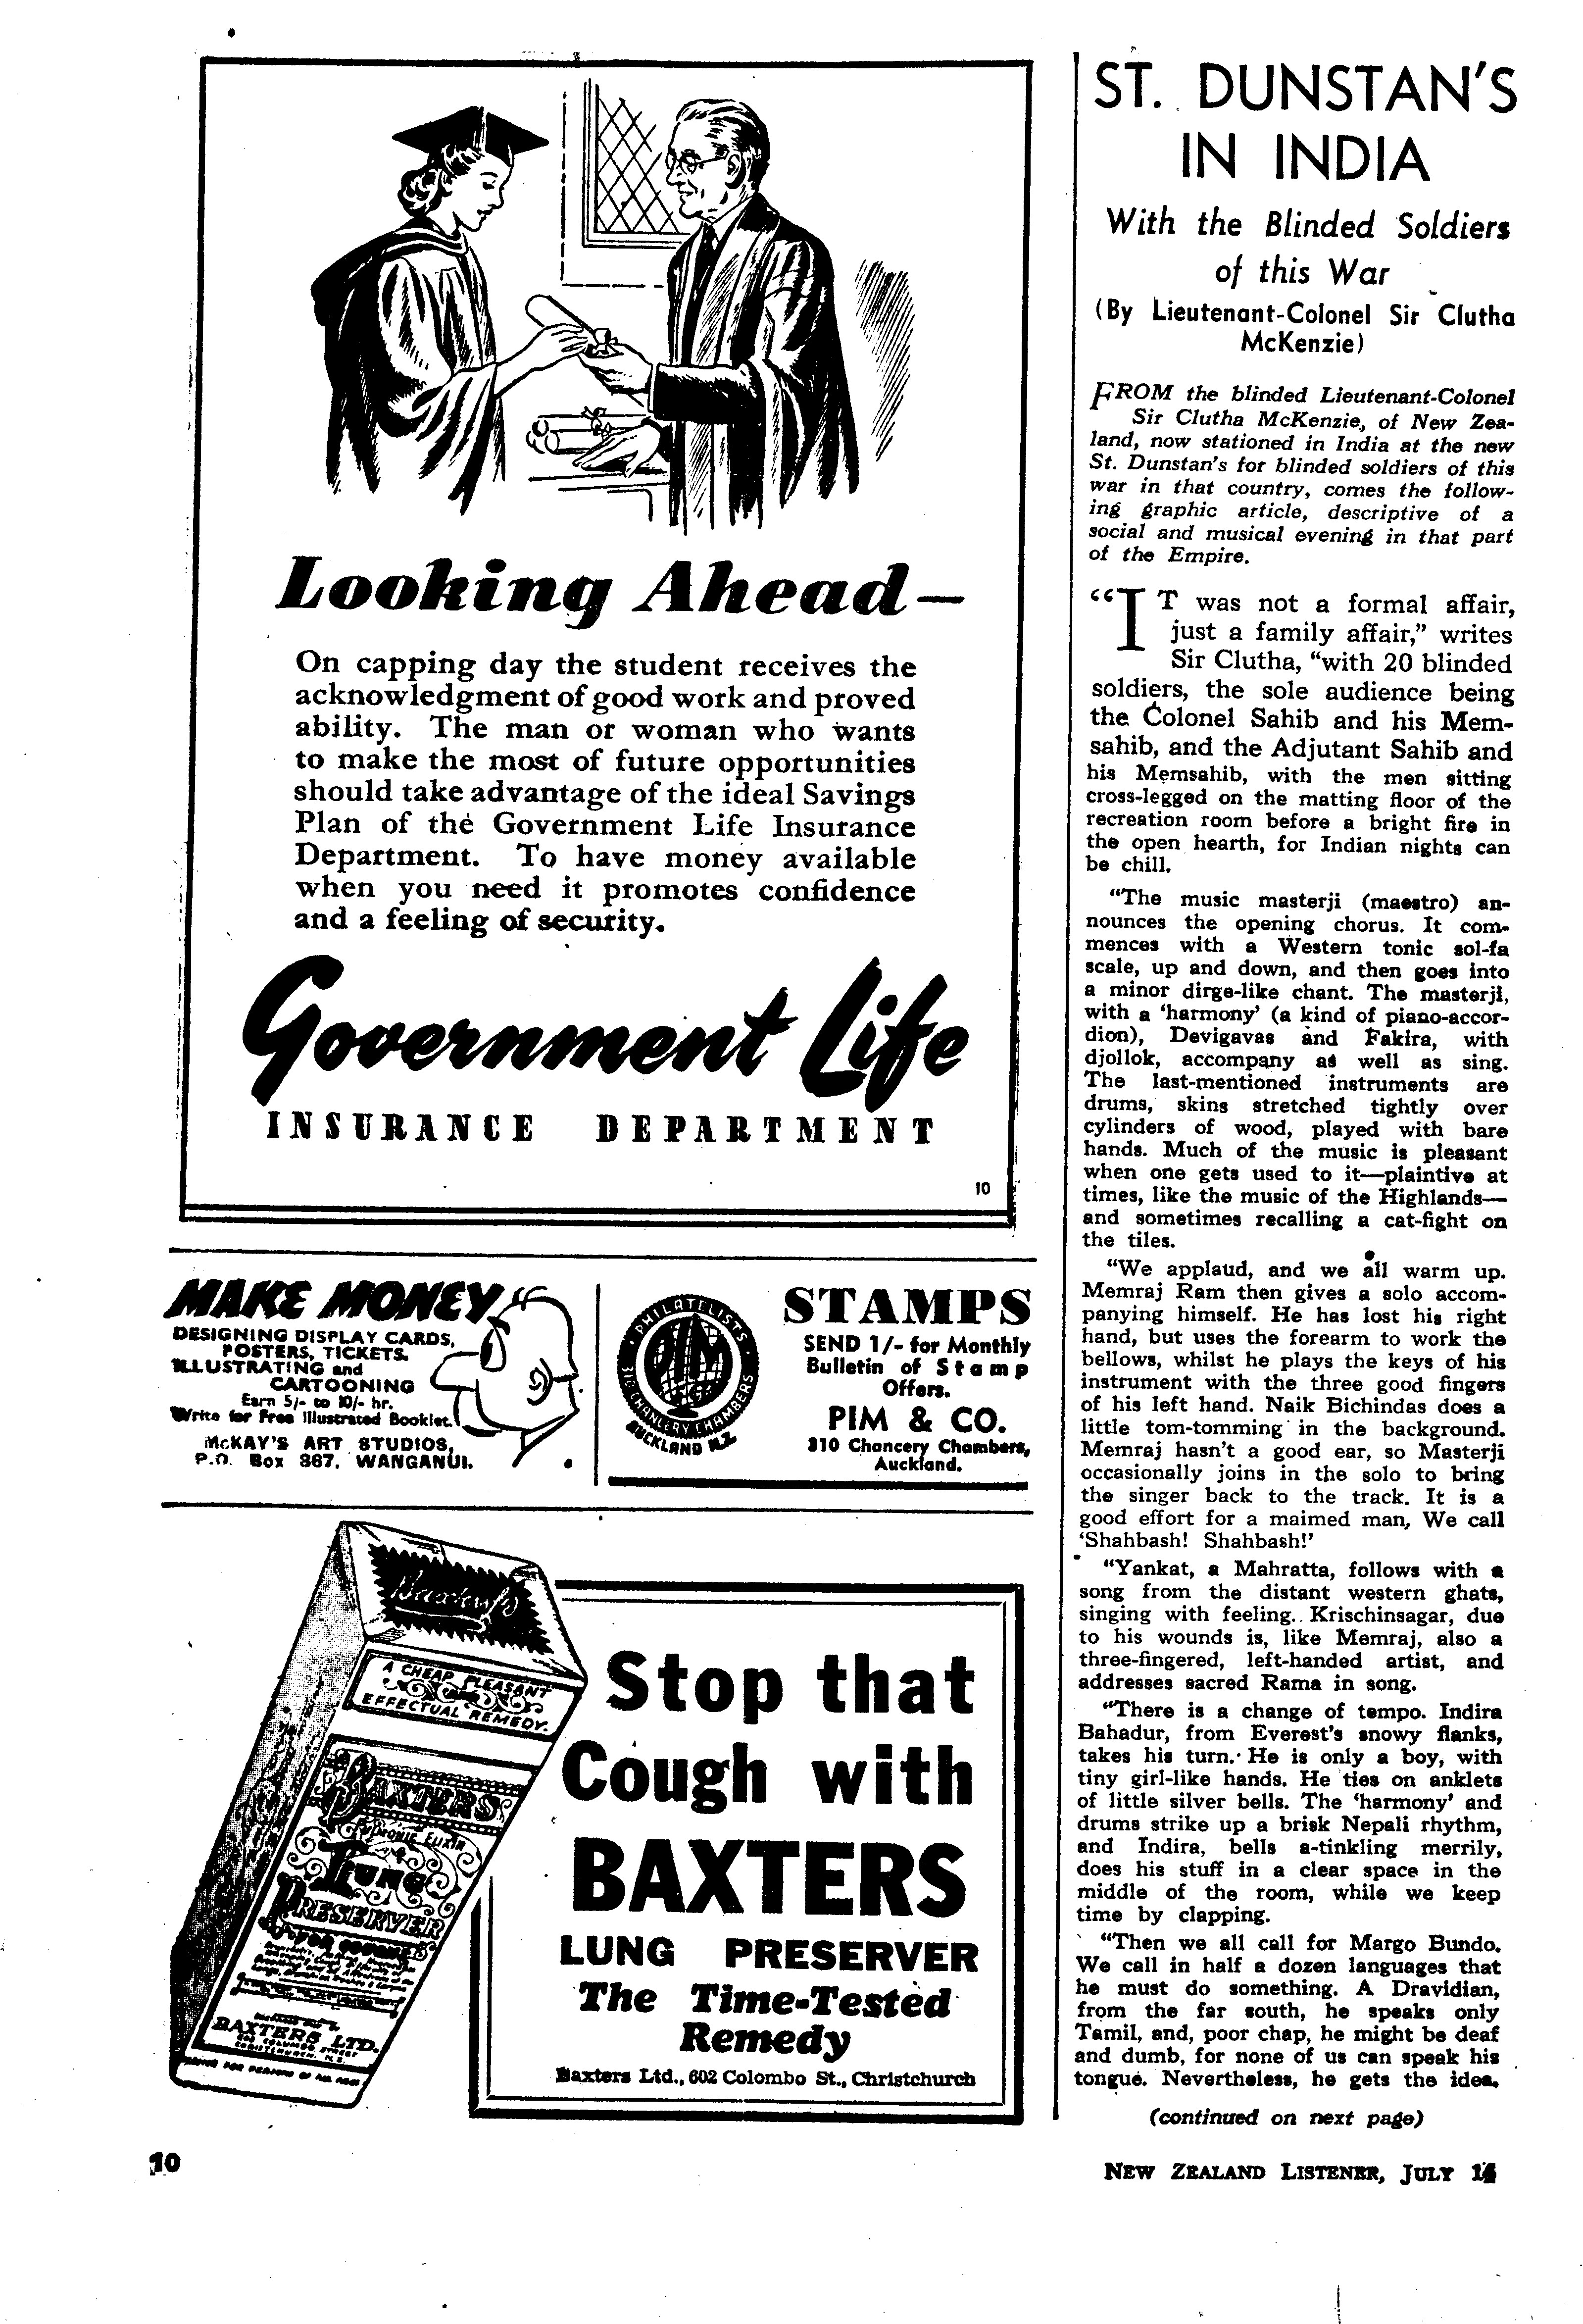 Looking Ahead—
On capping day the student receives the
acknowledgment of good work and proved
ability. The man or woman who wants
to make the most of future opportunities
should take advantage of the ideal Savings
Plan of the Government Life Insurance
Department. To have money available
when you need it promotes confidence
and a feeling of security.
Government Life
INSURANCE DEPARTMENT
10
MAKE MONEY
DESIGNING DISPLAY CARDS,
POSTERS, TICKETS.
ILLUSTRATING and
CARTOONING
Earn 5/- to 10/- hr.
Write for Free Illustrated Booklet.
McKAY'S ART STUDIOS,
P.O. Box 867, WANGANUI.
PHILATELISTS
PIM
310 CHANCERY CHAMBERS
AUCKLAND N.Z.
STAMPS
SEND 1/- for Monthly
Bulletin of Stamp
Offers.
PIM & CO.
310 Chancery Chambers,
Auckland.
Baxter's
A CHEAP PLEASANT
and
EFFECTUAL REMEDY.
BAXTERS
Pulmonic Elixir
or
LUNG
PRESERVER
FOR COUGHS
BAXTERS LTD.
602 COLOMBO STREET
CHRISTCHURCH. N.Z.
Stop that
Cough with
BAXTERS
LUNG PRESERVER
The Time-Tested
Remedy
Baxters Ltd., 602 Colombo St., Christchurch
ST. DUNSTAN'S
IN INDIA
With the Blinded Soldiers
of this War
(By Lieutenant-Colonel Sir Clutha
McKenzie)
FROM the blinded Lieutenant-Colonel
Sir Clutha McKenzie, of New Zea-
land, now stationed in India at the new
St. Dunstan's for blinded soldiers of this
war in that country, comes the follow-
ing graphic article, descriptive of a
social and musical evening in that part
of the Empire.
"IT was not a formal affair,
just a family affair," writes
Sir Clutha, "with 20 blinded
soldiers, the sole audience being
the Colonel Sahib and his Mem-
sahib, and the Adjutant Sahib and
his Memsahib, with the men sitting
cross-legged on the matting floor of the
recreation room before a bright fire in
the open hearth, for Indian nights can
be chill.
"The music masterji (maestro) an-
nounces the opening chorus. It com-
mences with a Western tonic sol-fa
scale, up and down, and then goes into
a minor dirge-like chant. The masterji,
with a 'harmony' (a kind of piano-accor-
dion), Devigavas and Fakira, with
djollok, accompany as well as sing.
The last-mentioned instruments are
drums, skins stretched tightly over
cylinders of wood, played with bare
hands. Much of the music is pleasant
when one gets used to it—plaintive at
times, like the music of the Highlands—
and sometimes recalling a cat-fight on
the tiles.
"We applaud, and we all warm up.
Memraj Ram then gives a solo accom-
panying himself. He has lost his right
hand, but uses the forearm to work the
bellows, whilst he plays the keys of his
instrument with the three good fingers
of his left hand. Naik Bichindas does a
little tom-tomming in the background.
Memraj hasn't a good ear, so Masterji
occasionally joins in the solo to bring
the singer back to the track. It is a
good effort for a maimed man, We call
'Shahbash! Shahbash!'
"Yankat, a Mahratta, follows with a
song from the distant western ghats,
singing with feeling. Krischinsagar, due
to his wounds is, like Memraj, also a
three-fingered, left-handed artist, and
addresses sacred Rama in song.
"There is a change of tempo. Indira
Bahadur, from Everest's snowy flanks,
takes his turn. He is only a boy, with
tiny girl-like hands. He ties on anklets
of little silver bells. The 'harmony' and
drums strike up a brisk Nepali rhythm,
and Indira, bells a-tinkling merrily,
does his stuff in a clear space in the
middle of the room, while we keep
time by clapping.
"Then we all call for Margo Bundo.
We call in half a dozen languages that
he must do something. A Dravidian,
from the far south, he speaks only
Tamil, and, poor chap, he might be deaf
and dumb, for none of us can speak his
tongue. Nevertheless, he gets the idea.
(continued on next page)
10
NEW ZEALAND LISTENER, JULY 14